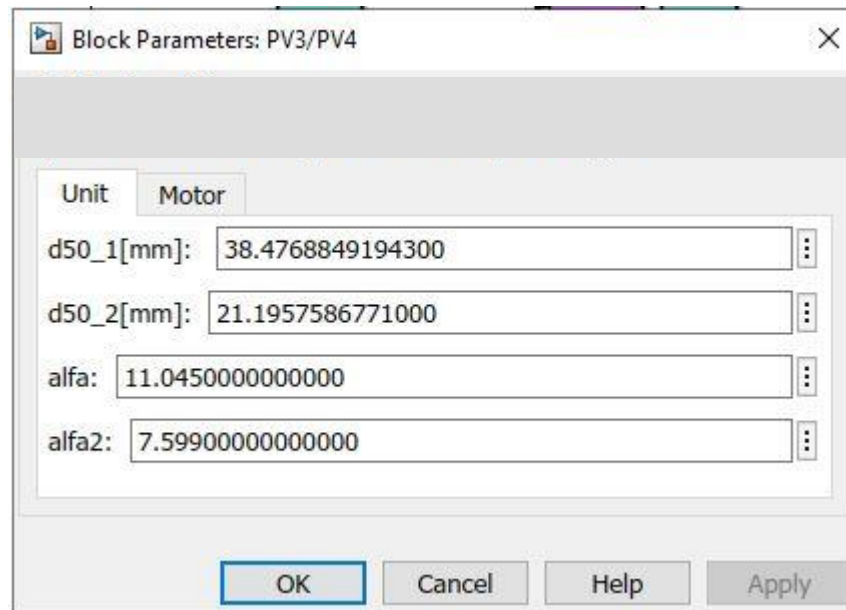 Block Parameters: PV3/PV4
Unit Motor
d50_1[mm]: 38.4768849194300
d50_2[mm]: 21.1957586771000
alfa: 11.0450000000000
alfa2: 7.59900000000000
OK Cancel Help Apply